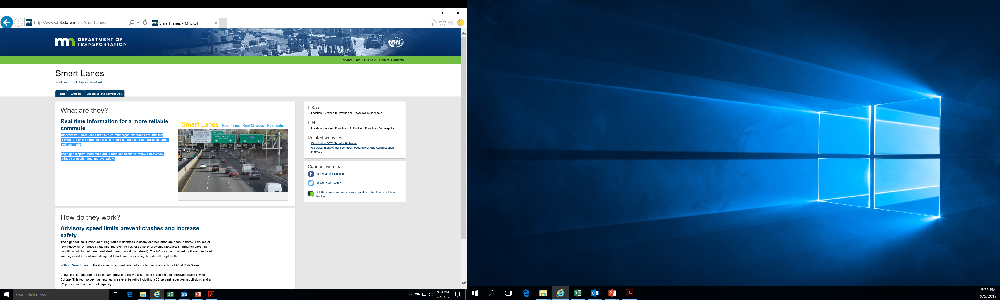 http://www.dot.state.mn.us/smartlanes/
Smart lanes - MnDOT
mn DEPARTMENT OF
TRANSPORTATION
511
Search MnDOT A to Z General Contacts
Smart Lanes
Real time. Real choices. Real safe.
Home Symbols Simulated and Current Use
What are they?
Real time information for a more reliable
commute
Minnesota's Smart Lanes are the electronic signs over lanes of traffic that
provide real-time information to help motorists make informed decisions about
their commute.
The signs display information about road conditions to improve traffic flow,
reduce congestion and improve safety.
Smart Lanes. Real Time. Real Choices. Real Safe.
EXIT 16A
DOWNTOWN EXITS
How do they work?
Advisory speed limits prevent crashes and increase
safety
The signs will be illuminated during traffic incidents to indicate whether lanes are open to traffic. This use of
technology will enhance safety and improve the flow of traffic by providing motorists information about the
conditions within their lane (and alert them to what's up ahead). The information provided by these overhead
lane signs will be real time, designed to help motorists navigate safely through traffic.
Without Smart Lanes: Street camera captured video of a stalled vehicle crash on I-94 at Dale Street.
Active traffic management tools have proven effective at reducing collisions and improving traffic flow in
Europe. This technology has resulted in several benefits including a 30 percent reduction in collisions and a
22 percent increase in road capacity.
I-35W
• Location: Between Burnsville and Downtown Minneapolis
I-94
• Location: Between Downtown St. Paul and Downtown Minneapolis
Related websites
• Washington DOT: Smarter Highways
• US Department of Transportation: Federal Highway Administration
• MnPASS
Connect with us
Follow us on Facebook
Follow us on Twitter
Get Connected: Answers to your questions about transportation
funding
Search Windows
5:33 PM
9/5/2017
5:33 PM
9/5/2017